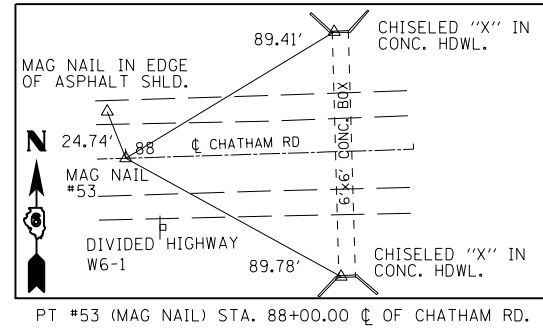 89.41'
CHISELED "X" IN
CONC. HDWL.
MAG NAIL IN EDGE
OF ASPHALT SHLD.
6'x6' CONC. BOX
N
24.74'
88
℄ CHATHAM RD
MAG NAIL
#53
6
DIVIDED HIGHWAY
W6-1
89.78'
CHISELED "X" IN
CONC. HDWL.
PT #53 (MAG NAIL) STA. 88+00.00 ℄ OF CHATHAM RD.